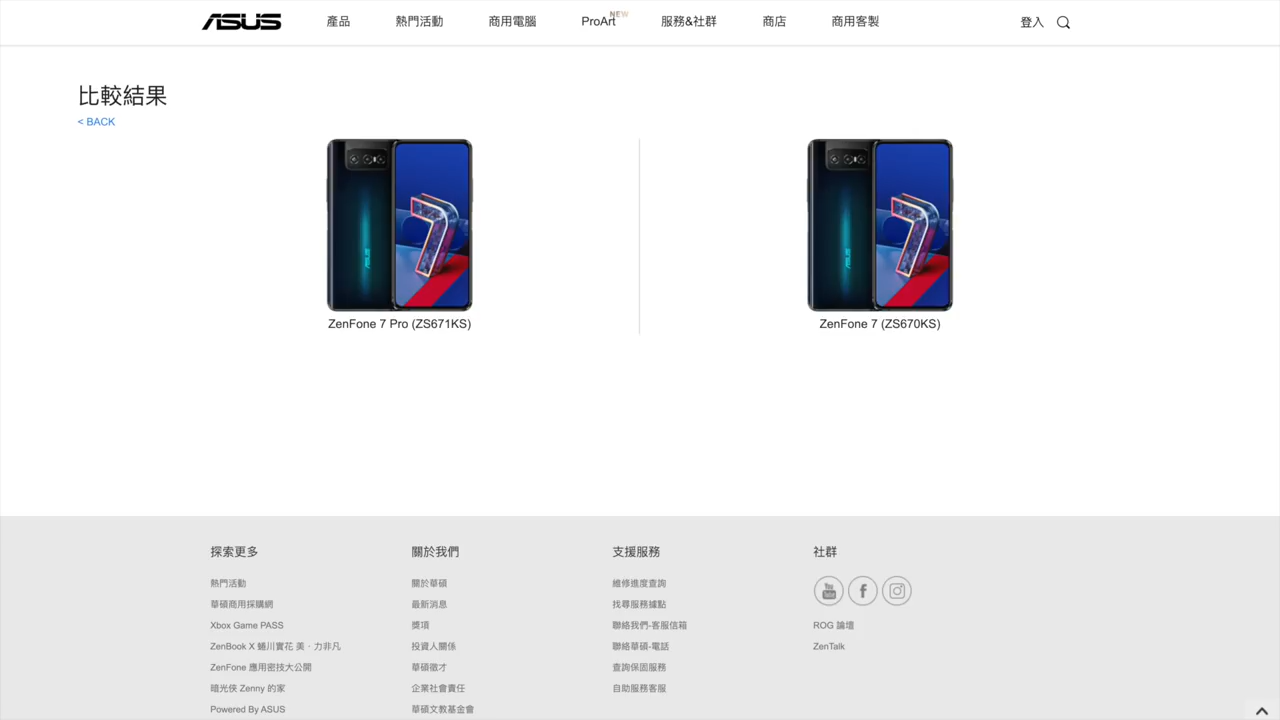 ASUS 產品 熱門活動 商用電腦 ProArt NEW 服務&社群 商店 商用客製 登入
比較結果
< BACK
ZenFone 7 Pro (ZS671KS) ZenFone 7 (ZS670KS)
探索更多 關於我們 支援服務 社群
熱門活動 關於華碩 維修進度查詢
華碩商用採購網 最新消息 找尋服務據點
Xbox Game PASS 獎項 聯絡我們-客服信箱 ROG 論壇
ZenBook X 蜷川實花 美・力非凡 投資人關係 聯絡華碩-電話 ZenTalk
ZenFone 應用密技大公開 華碩徵才 查詢保固服務
暗光俠 Zenny 的家 企業社會責任 自助服務客服
Powered By ASUS 華碩文教基金會